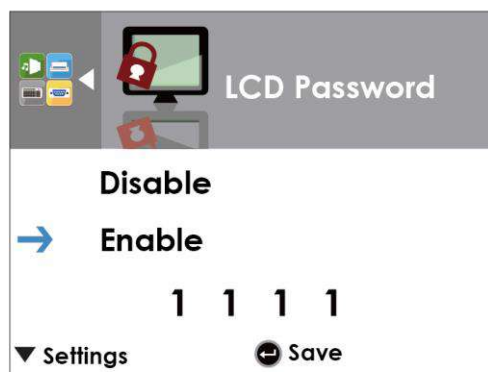 LCD Password
Disable
Enable
1 1 1 1
Settings
Save